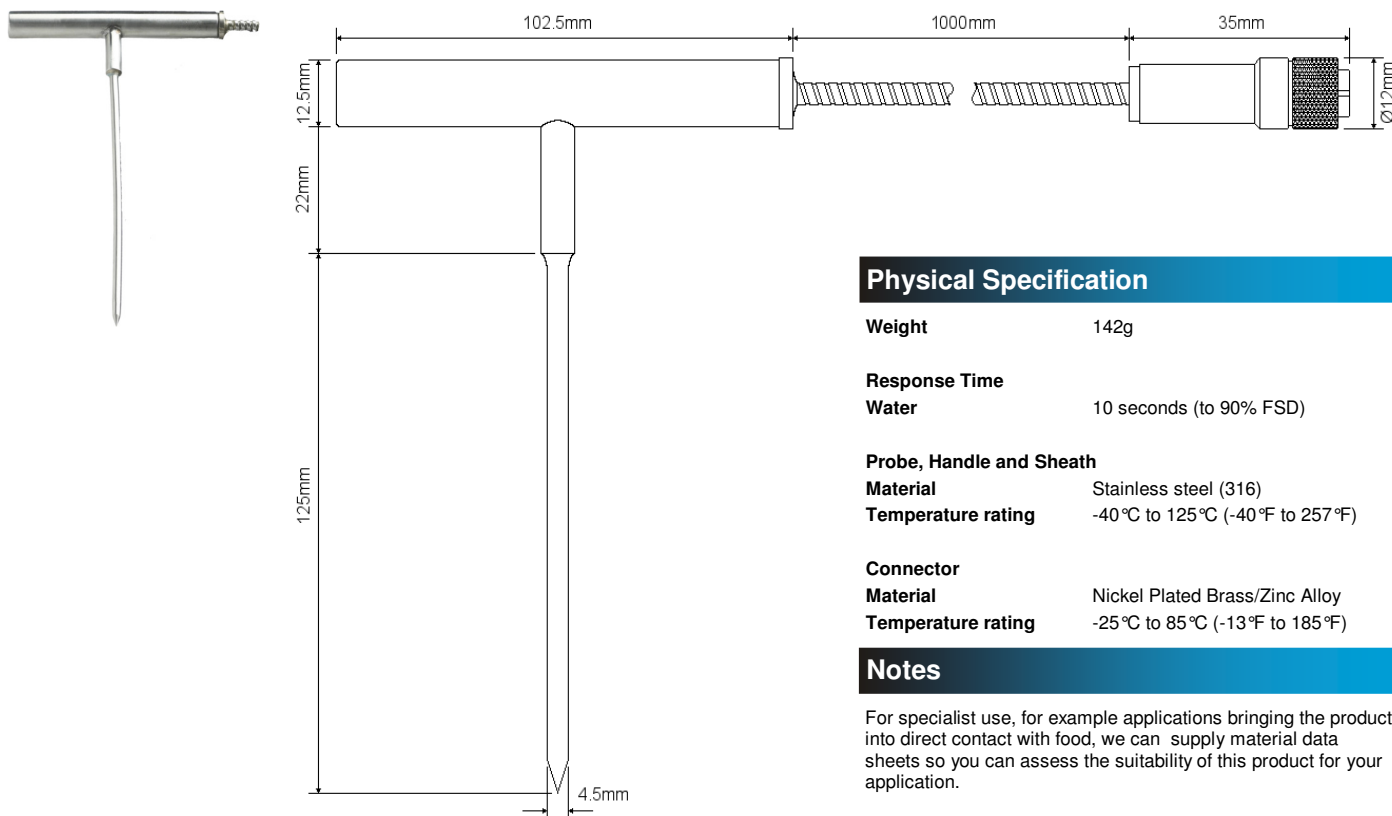 102.5mm
1000mm
35mm
12.5mm
Ø12mm
22mm
125mm
4.5mm
Physical Specification
Weight 142g
Response Time
Water 10 seconds (to 90% FSD)
Probe, Handle and Sheath
Material Stainless steel (316)
Temperature rating -40°C to 125°C (-40°F to 257°F)
Connector
Material Nickel Plated Brass/Zinc Alloy
Temperature rating -25°C to 85°C (-13°F to 185°F)
Notes
For specialist use, for example applications bringing the product
into direct contact with food, we can supply material data
sheets so you can assess the suitability of this product for your
application.